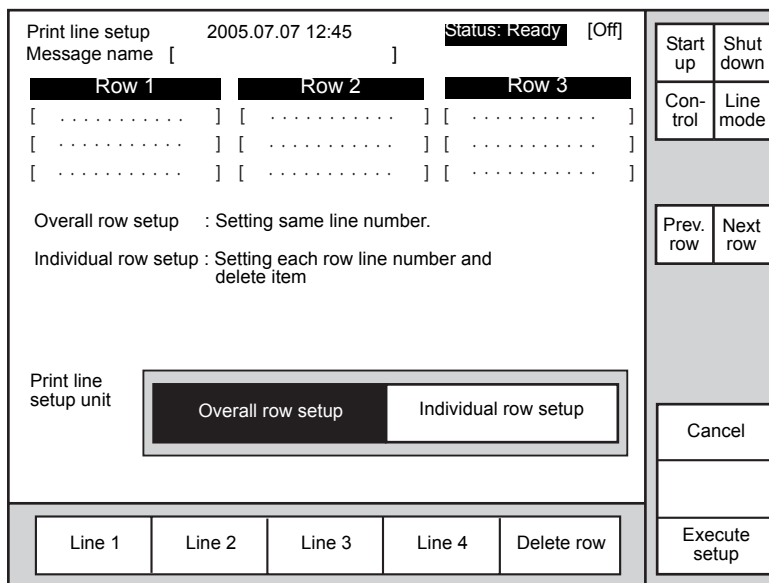 Print line setup 2005.07.07 12:45 Status: Ready [Off]
Message name [ ]
Row 1 Row 2 Row 3
[ . . . . . . . . . . . ] [ . . . . . . . . . . . ] [ . . . . . . . . . . . ]
[ . . . . . . . . . . . ] [ . . . . . . . . . . . ] [ . . . . . . . . . . . ]
[ . . . . . . . . . . . ] [ . . . . . . . . . . . ] [ . . . . . . . . . . . ]
Overall row setup : Setting same line number.
Individual row setup : Setting each row line number and
delete item
Print line
setup unit
Overall row setup Individual row setup
Line 1 Line 2 Line 3 Line 4 Delete row
Start
up
Shut
down
Con-
trol
Line
mode
Prev.
row
Next
row
Cancel
Execute
setup